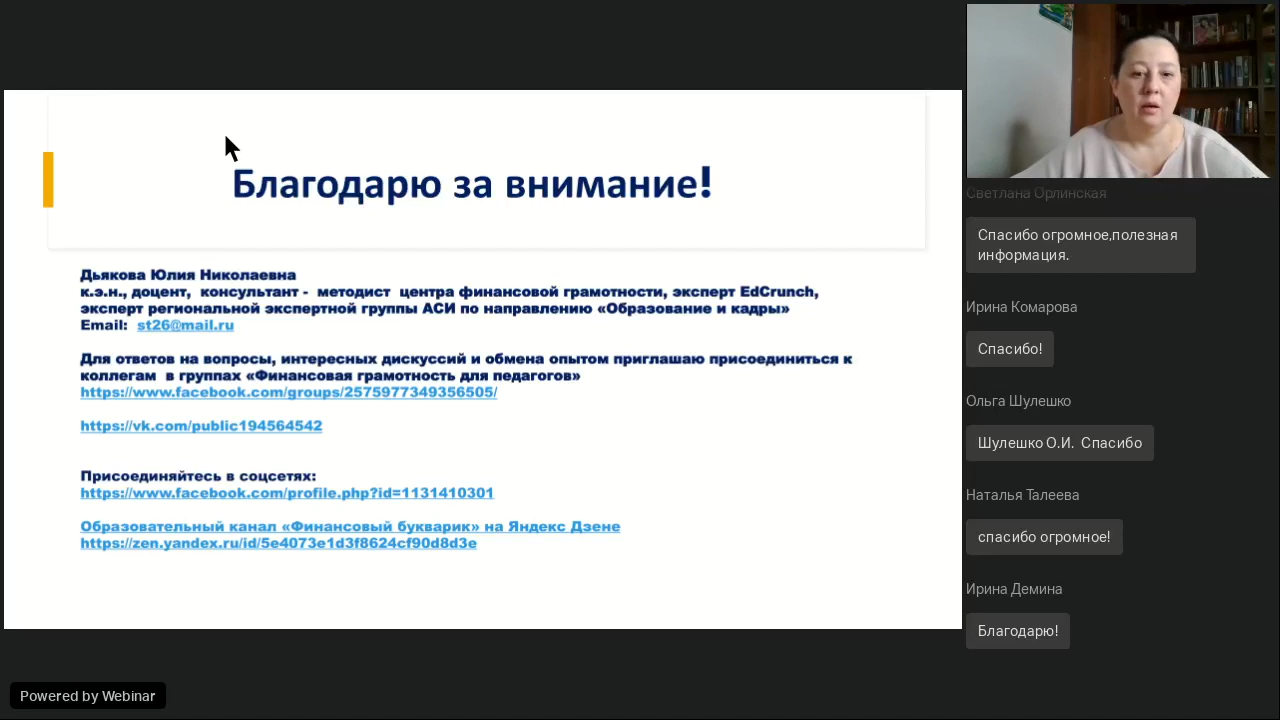 Благодарю за внимание!
Дьякова Юлия Николаевна
к.э.н., доцент, консультант - методист центра финансовой грамотности, эксперт EdCrunch,
эксперт региональной экспертной группы АСИ по направлению «Образование и кадры»
Email: st26@mail.ru
Для ответов на вопросы, интересных дискуссий и обмена опытом приглашаю присоединиться к
коллегам в группах «Финансовая грамотность для педагогов»
https://www.facebook.com/groups/2575977349356505/
https://vk.com/public194564542
Присоединяйтесь в соцсетях:
https://www.facebook.com/profile.php?id=1131410301
Образовательный канал «Финансовый букварик» на Яндекс Дзене
https://zen.yandex.ru/id/5e4073e1d3f8624cf90d8d3e
Светлана Орлинская
Спасибо огромное,полезная
информация.
Ирина Комарова
Спасибо!
Ольга Шулешко
Шулешко О.И. Спасибо
Наталья Талеева
спасибо огромное!
Ирина Демина
Благодарю!
Powered by Webinar